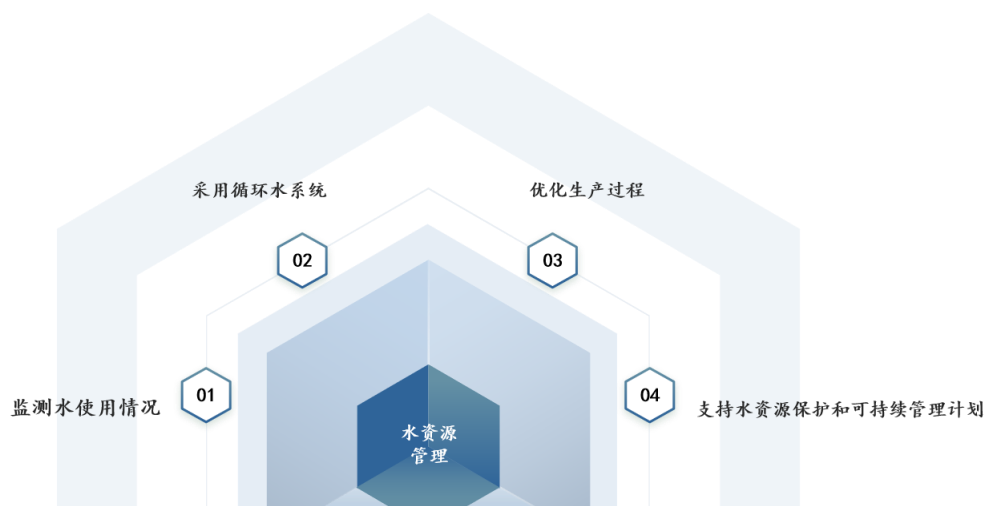 采用循环水系统
优化生产过程
02
03
01
04
监测水使用情况
支持水资源保护和可持续管理计划
水资源
管理